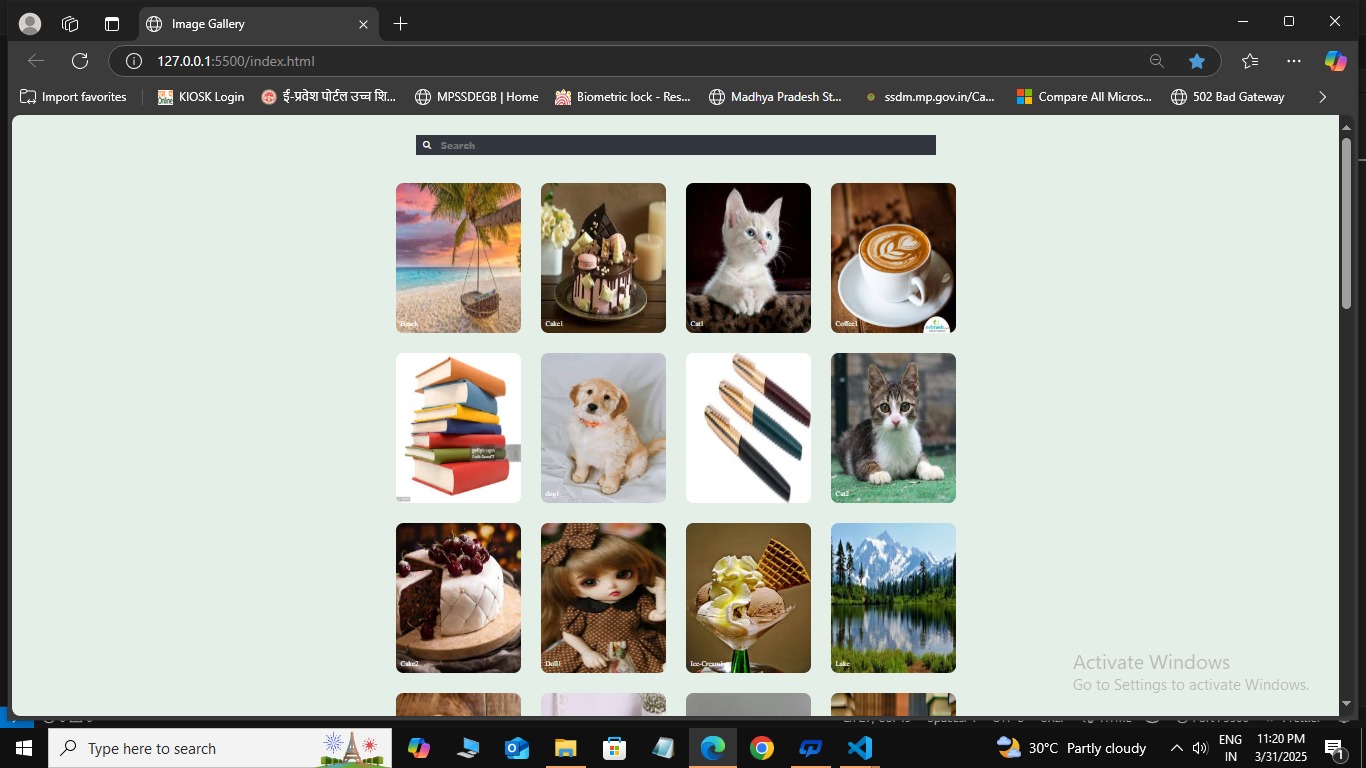 Image Gallery
127.0.0.1:5500/index.html
Import favorites
KIOSK Login
ई-प्रवेश पोर्टल उच्च शि...
MPSSDEGB | Home
Biometric lock - Res...
Madhya Pradesh St...
ssdm.mp.gov.in/Ca...
Compare All Micros...
502 Bad Gateway
Search
Beach
Cake1
Cat1
Coffee1
dog1
Cat2
Cake2
Doll1
Ice-Cream1
Lake
Activate Windows
Go to Settings to activate Windows.
Type here to search
30°C Partly cloudy
ENG
IN
11:20 PM
3/31/2025
1